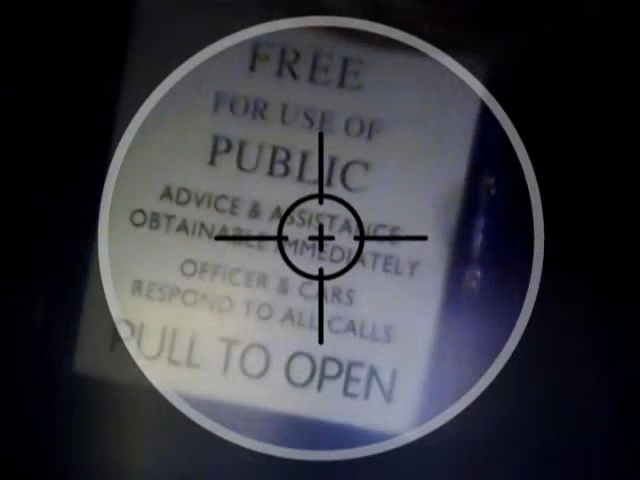 FREE
FOR USE OF
PUBLIC
ADVICE & ASSISTANCE
OBTAINABLE IMMEDIATELY
OFFICER & CARS
RESPOND TO ALL CALLS
PULL TO OPEN